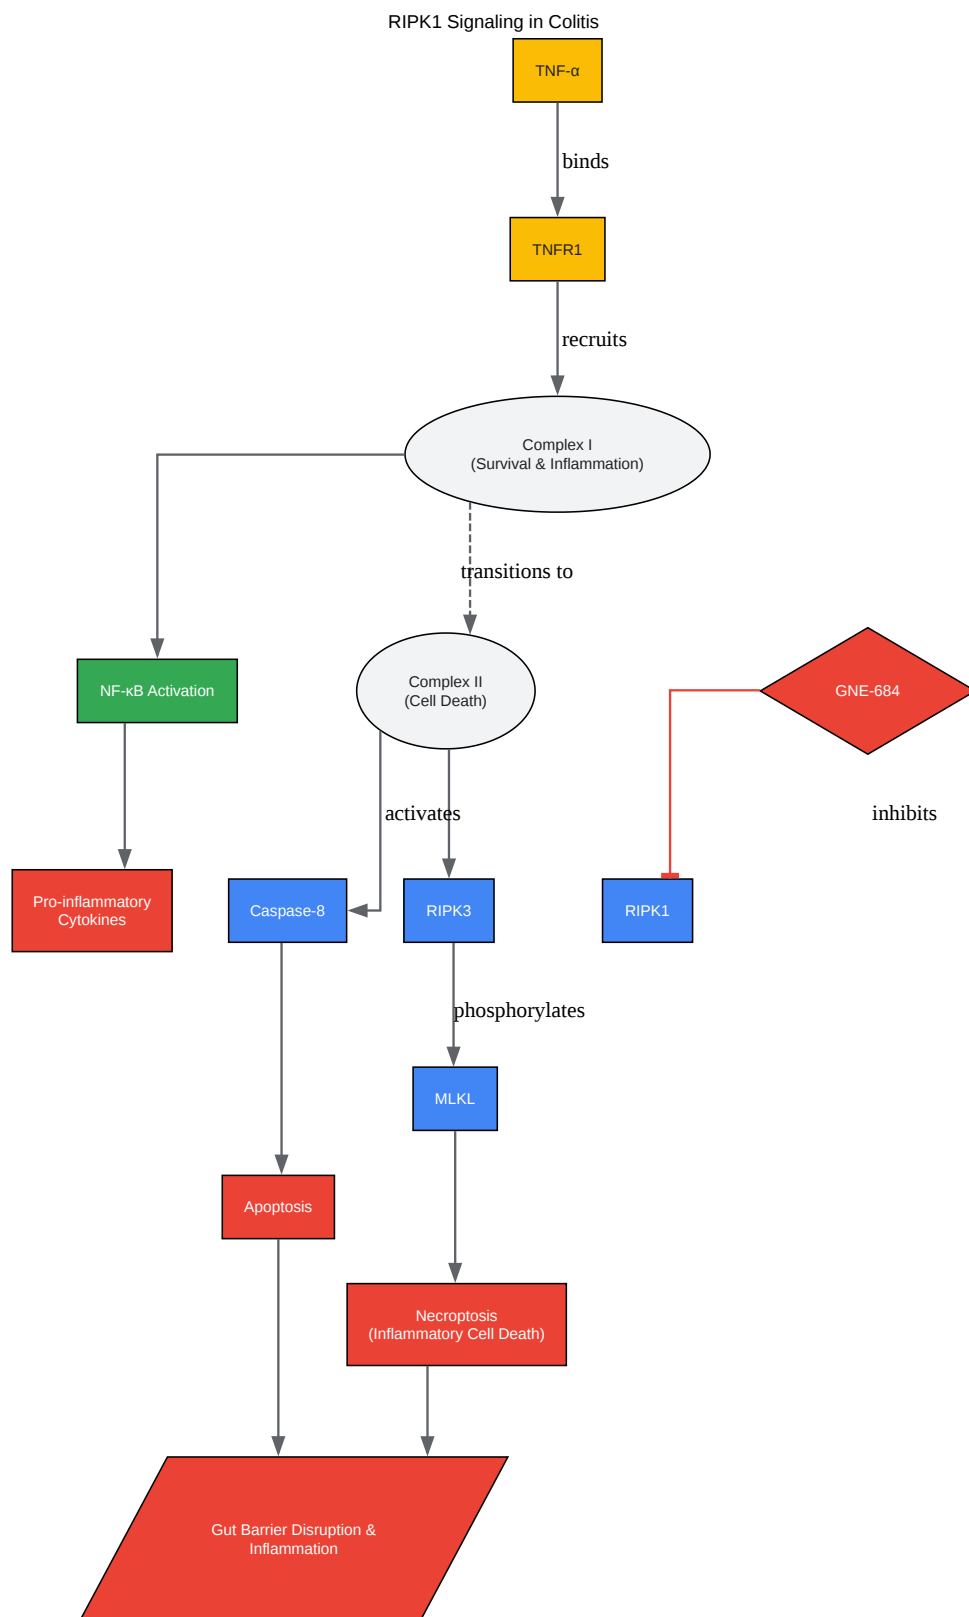 RIPK1 Signaling in Colitis
TNF-α
binds
TNFR1
recruits
Complex I
(Survival & Inflammation)
transitions to
Complex II
(Cell Death)
NF-κB Activation
GNE-684
activates
inhibits
Pro-inflammatory
Cytokines
Caspase-8
RIPK3
RIPK1
phosphorylates
MLKL
Apoptosis
Necroptosis
(Inflammatory Cell Death)
Gut Barrier Disruption &
Inflammation